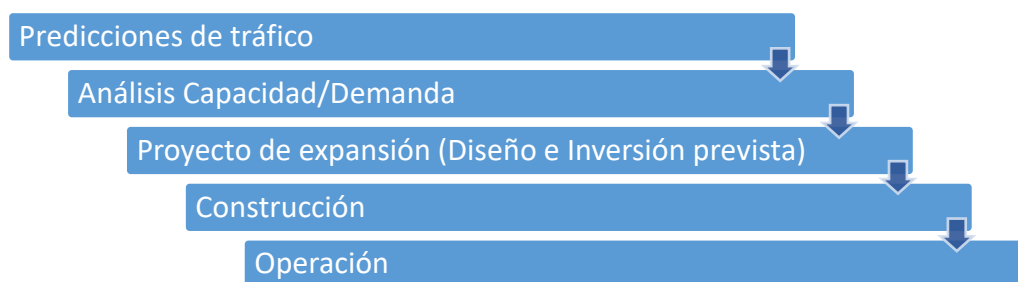 Predicciones de tráfico
Análisis Capacidad/Demanda
Proyecto de expansión (Diseño e Inversión prevista)
Construcción
Operación